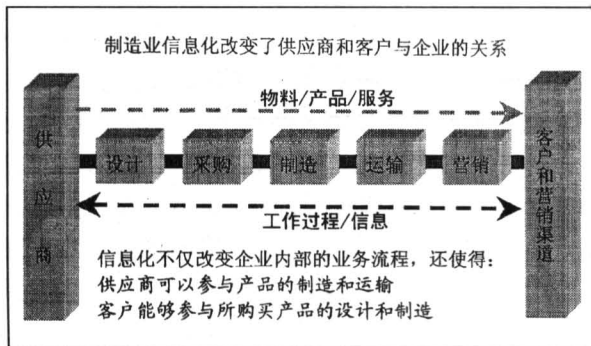 制造业信息化改变了供应商和客户与企业的关系
物料/产品/服务
供应商
设计
采购
制造
运输
营销
客户和营销渠道
工作过程/信息
信息化不仅改变企业内部的业务流程，还使得：
供应商可以参与产品的制造和运输
客户能够参与所购买产品的设计和制造